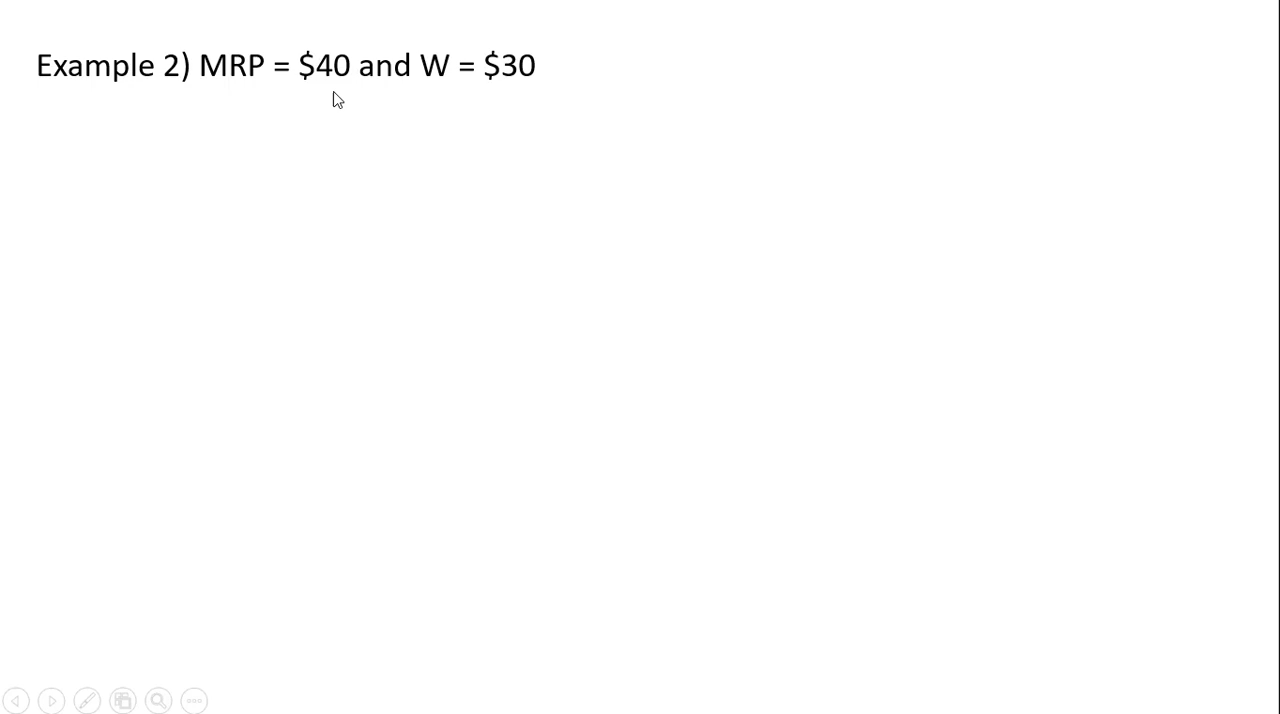 Example 2) MRP = $40 and W = $30